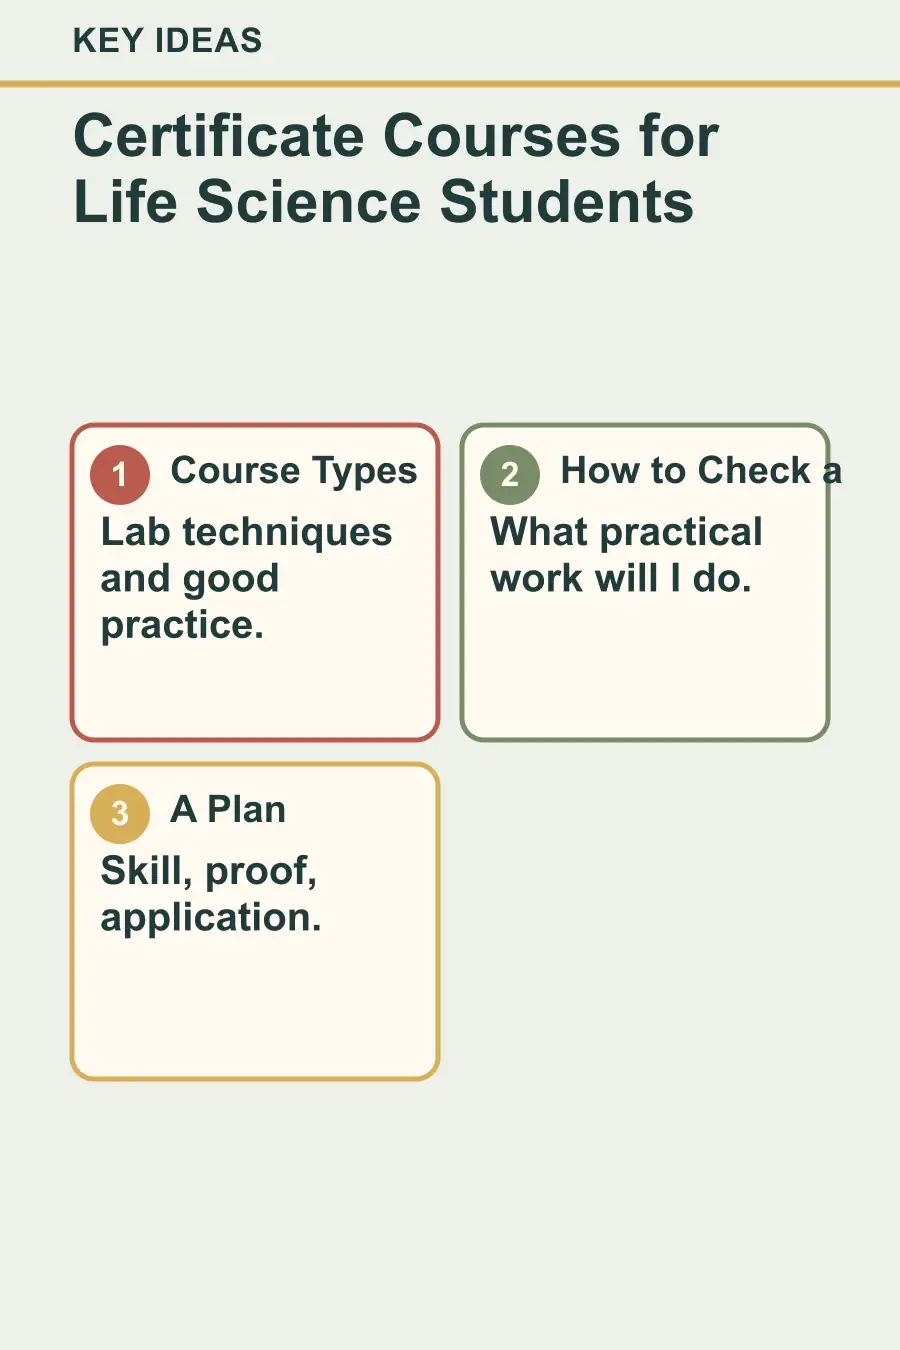 KEY IDEAS
Certificate Courses for
Life Science Students
1 Course Types
Lab techniques
and good
practice.
2 How to Check a
What practical
work will I do.
3 A Plan
Skill, proof,
application.